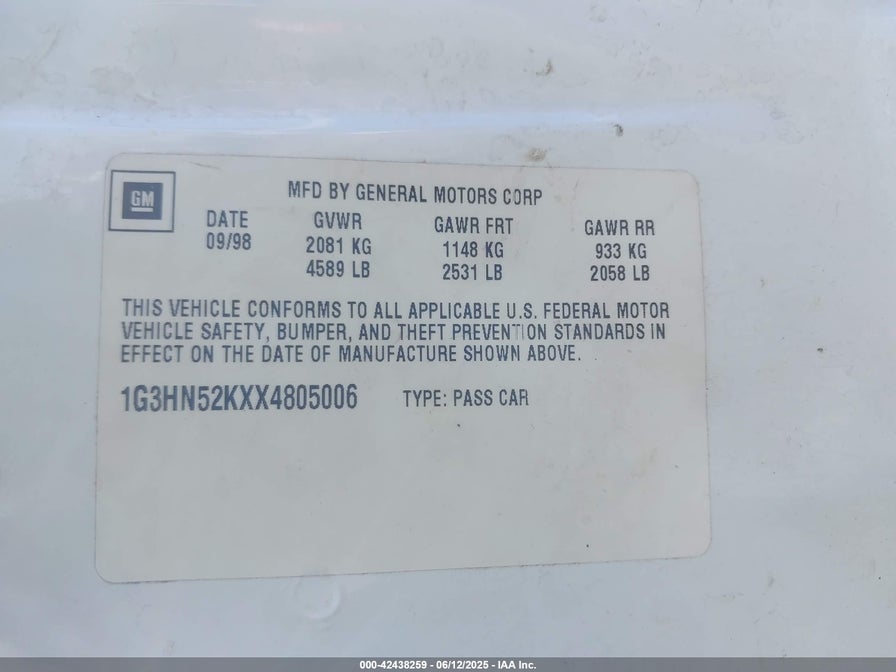 GM
MFD BY GENERAL MOTORS CORP
DATE GVWR GAWR FRT GAWR RR
09/98 2081 KG 1148 KG 933 KG
4589 LB 2531 LB 2058 LB
THIS VEHICLE CONFORMS TO ALL APPLICABLE U.S. FEDERAL MOTOR
VEHICLE SAFETY, BUMPER, AND THEFT PREVENTION STANDARDS IN
EFFECT ON THE DATE OF MANUFACTURE SHOWN ABOVE.
1G3HN52KXX4805006 TYPE: PASS CAR
000-42438259 - 06/12/2025 - IAA Inc.